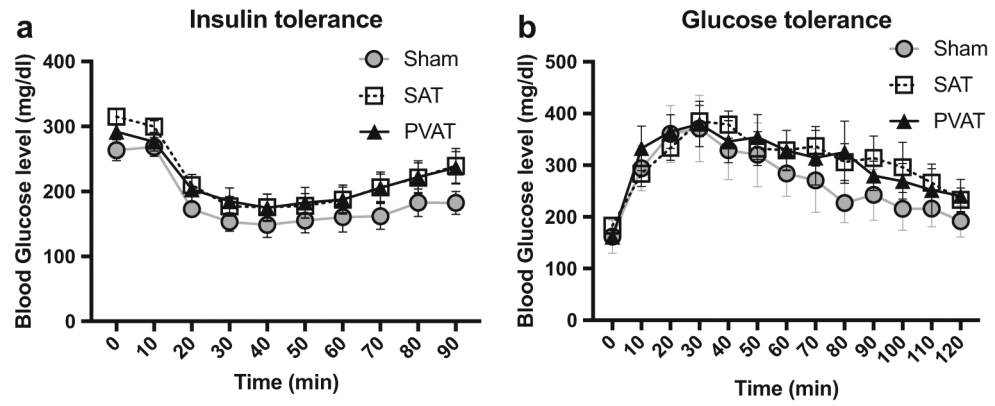 a
Insulin tolerance
Blood Glucose level (mg/dl)
400
300
200
100
0
Sham
SAT
PVAT
0 10 20 30 40 50 60 70 80 90
Time (min)
b
Glucose tolerance
Blood Glucose level (mg/dl)
500
400
300
200
100
0
Sham
SAT
PVAT
0 10 20 30 40 50 60 70 80 90 100 110 120
Time (min)